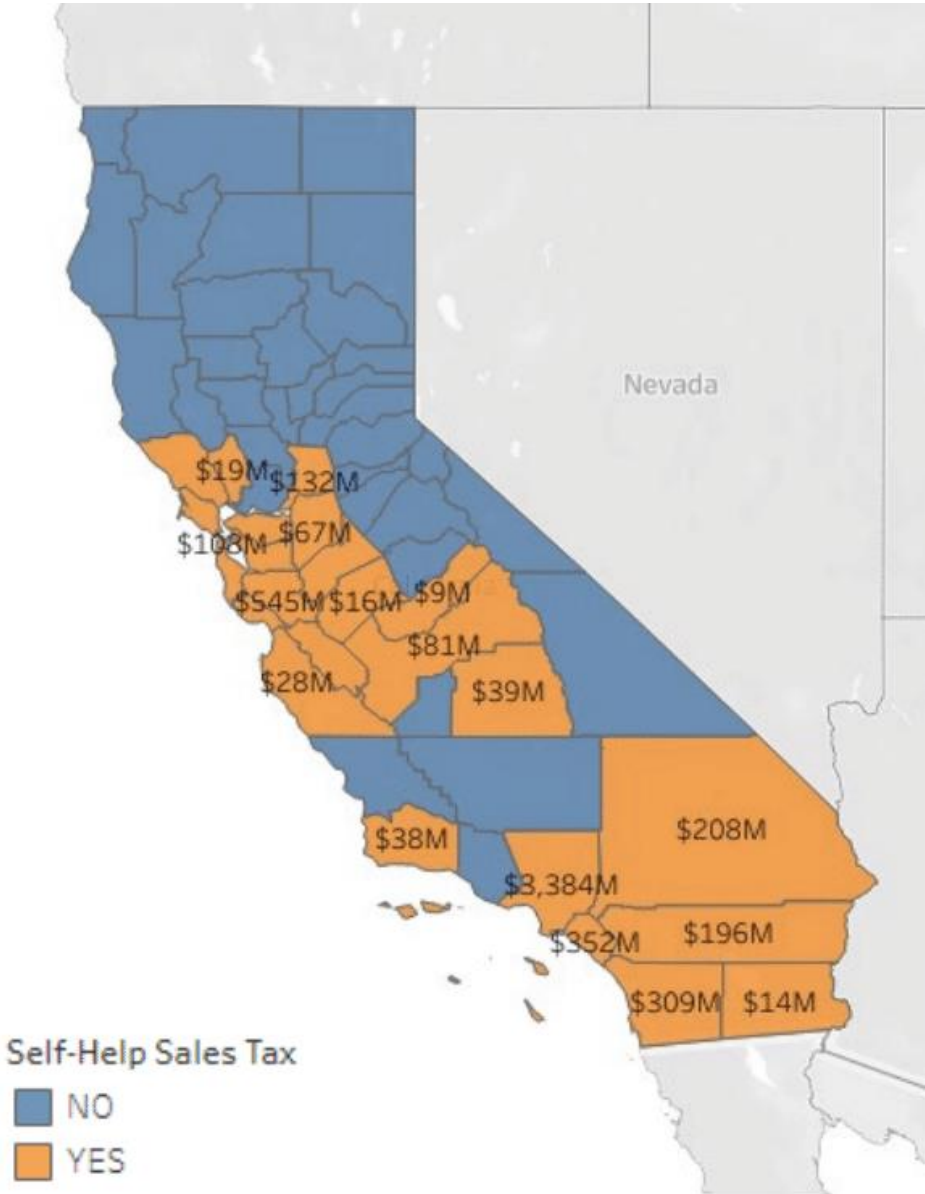 Nevada
$19M
$132M
$67M
$108M
$9M
$545M
$16M
$81M
$28M
$39M
$208M
$38M
$3,384M
$352M
$196M
$309M
$14M
Self-Help Sales Tax
NO
YES